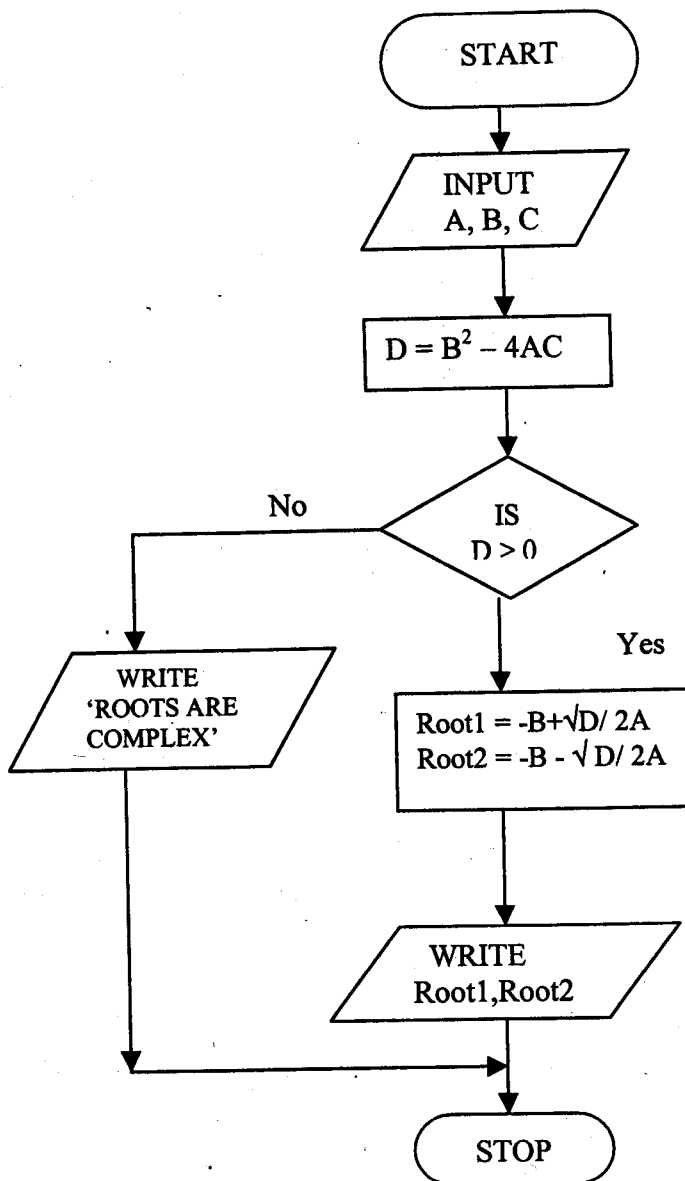 START
INPUT
A, B, C
D = B² – 4AC
IS
D > 0
No
Yes
WRITE
‘ROOTS ARE
COMPLEX’
Root1 = -B+√D/ 2A
Root2 = -B - √ D/ 2A
WRITE
Root1,Root2
STOP